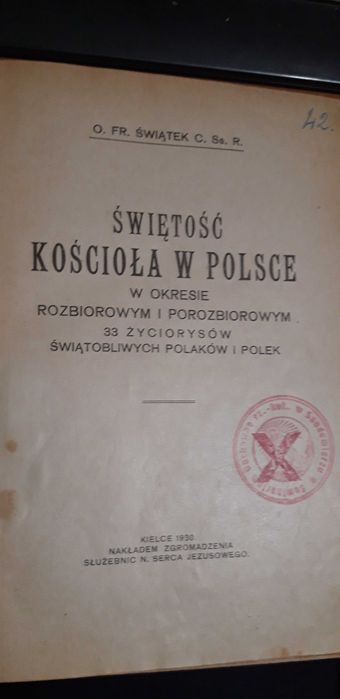 42.
O. FR. ŚWIĄTEK C. Ss. R.
ŚWIĘTOŚĆ
KOŚCIOŁA W POLSCE
W OKRESIE
ROZBIOROWYM I POROZBIOROWYM
33 ŻYCIORYSÓW
ŚWIĄTOBLIWYCH POLAKÓW I POLEK
w Sandomierzu
KIELCE 1930.
NAKŁADEM ZGROMADZENIA
SŁUŻEBNIC N. SERCA JEZUSOWEGO.